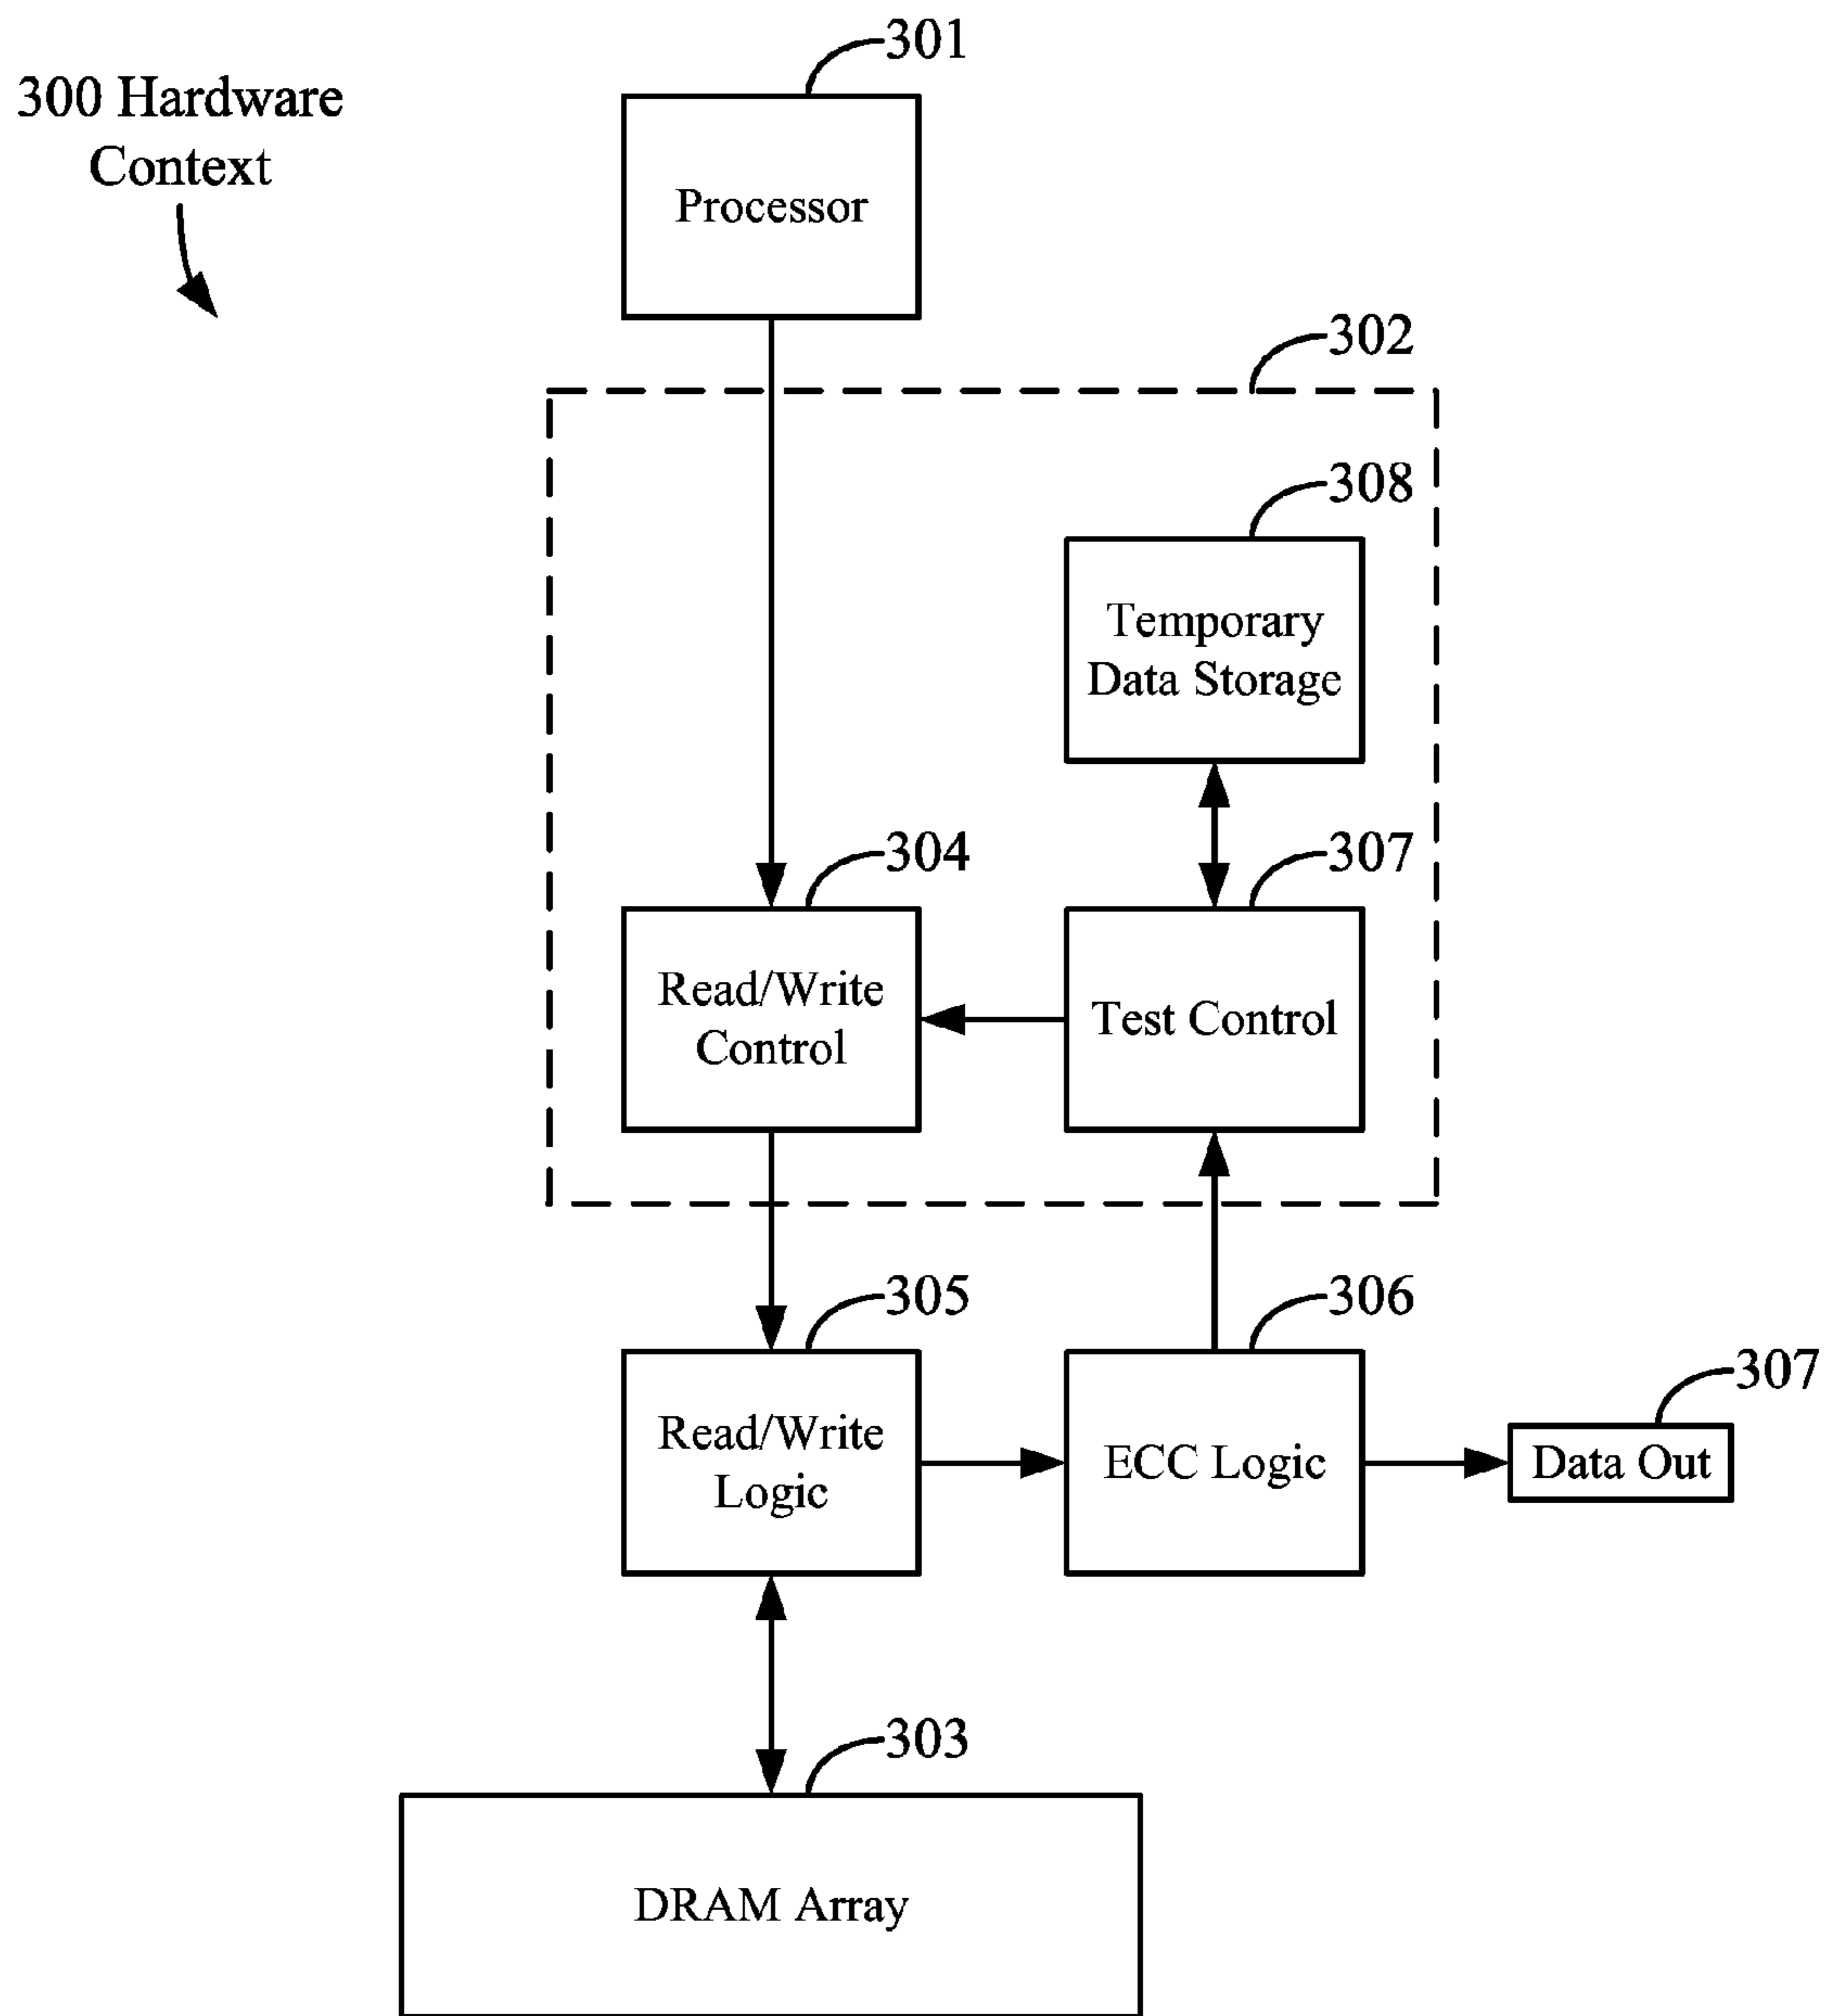 301
300 Hardware
Context
Processor
302
308
Temporary
Data Storage
304
307
Read/Write
Control
Test Control
305
306
307
Read/Write
Logic
ECC Logic
Data Out
303
DRAM Array